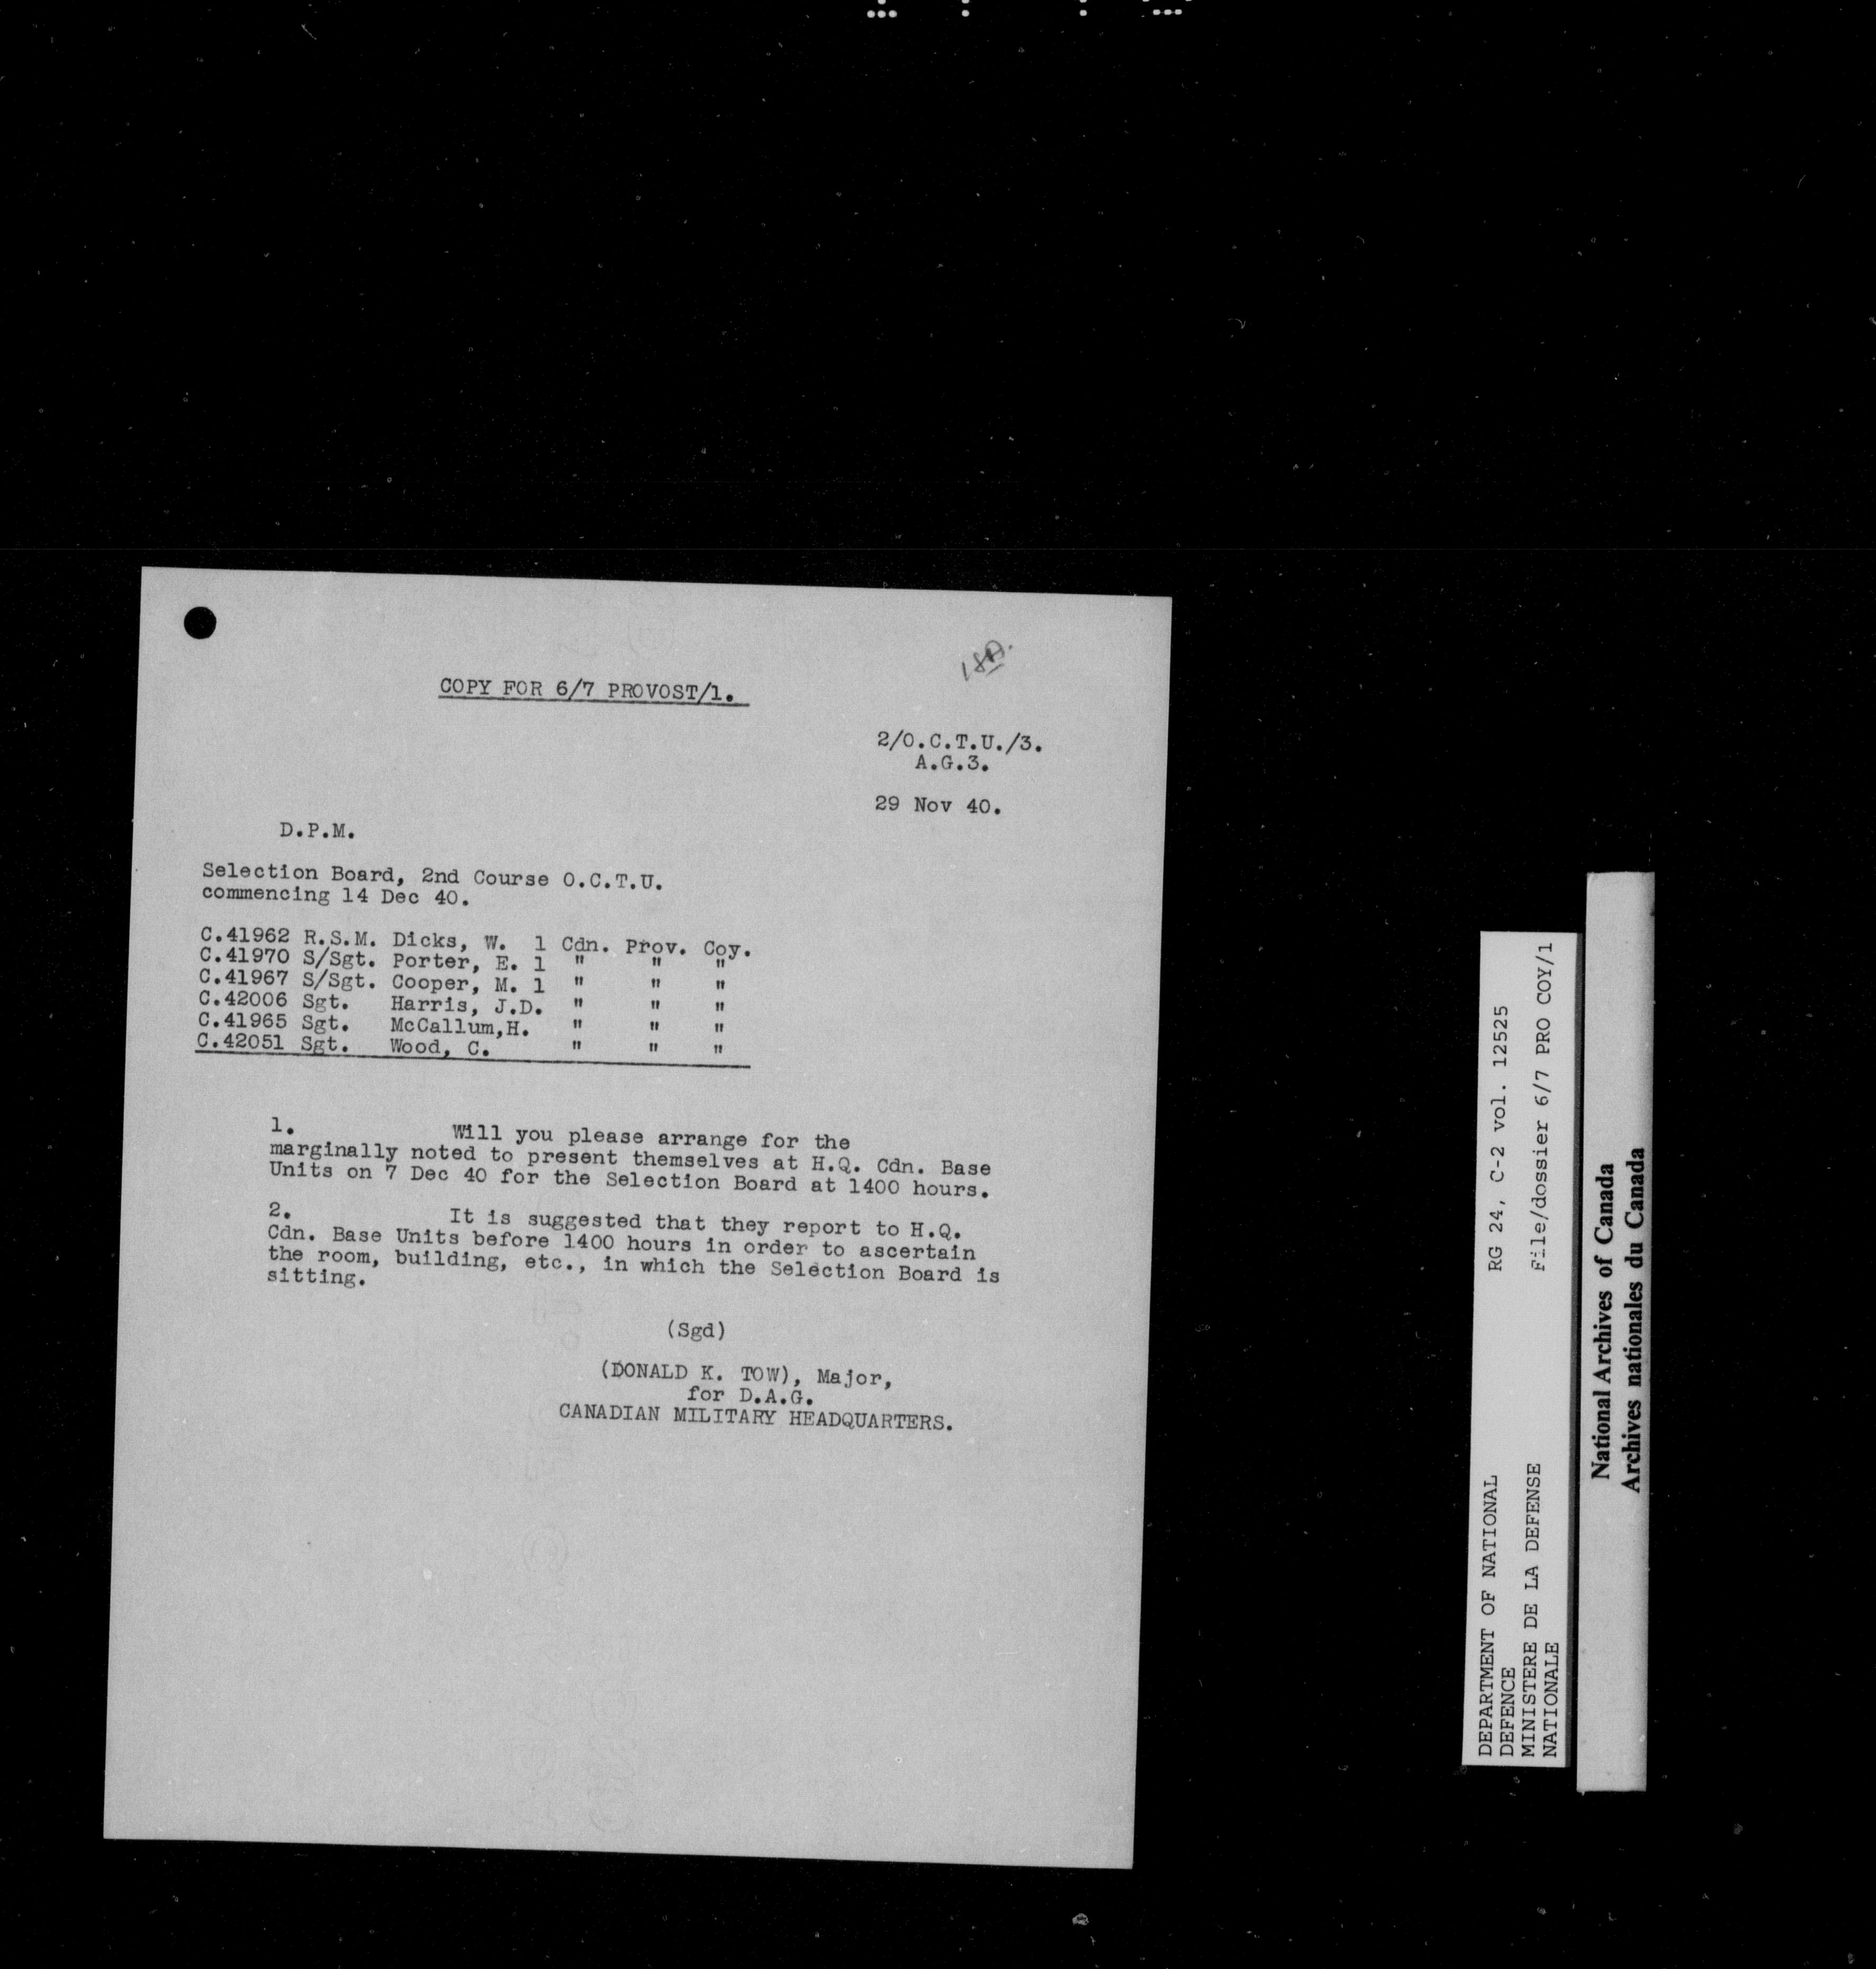 18A.
COPY FOR 6/7 PROVOST/1.
2/O.C.T.U./3.
A.G.3.
29 Nov 40.
D.P.M.
Selection Board, 2nd Course O.C.T.U.
commencing 14 Dec 40.
C.41962 R.S.M. Dicks, W. 1 Cdn. Prov. Coy.
C.41970 S/Sgt. Porter, E. 1 " " "
C.41967 S/Sgt. Cooper, M. 1 " " "
C.42006 Sgt. Harris, J.D. " " "
C.41965 Sgt. McCallum,H. " " "
C.42051 Sgt. Wood, C. " " "
1. Will you please arrange for the
marginally noted to present themselves at H.Q. Cdn. Base
Units on 7 Dec 40 for the Selection Board at 1400 hours.
2. It is suggested that they report to H.Q.
Cdn. Base Units before 1400 hours in order to ascertain
the room, building, etc., in which the Selection Board is
sitting.
(Sgd)
(DONALD K. TOW), Major,
for D.A.G.
CANADIAN MILITARY HEADQUARTERS.
DEPARTMENT OF NATIONAL
DEFENCE
MINISTERE DE LA DEFENSE
NATIONALE
RG 24, C-2 vol. 12525
File/dossier 6/7 PRO COY/1
National Archives of Canada
Archives nationales du Canada